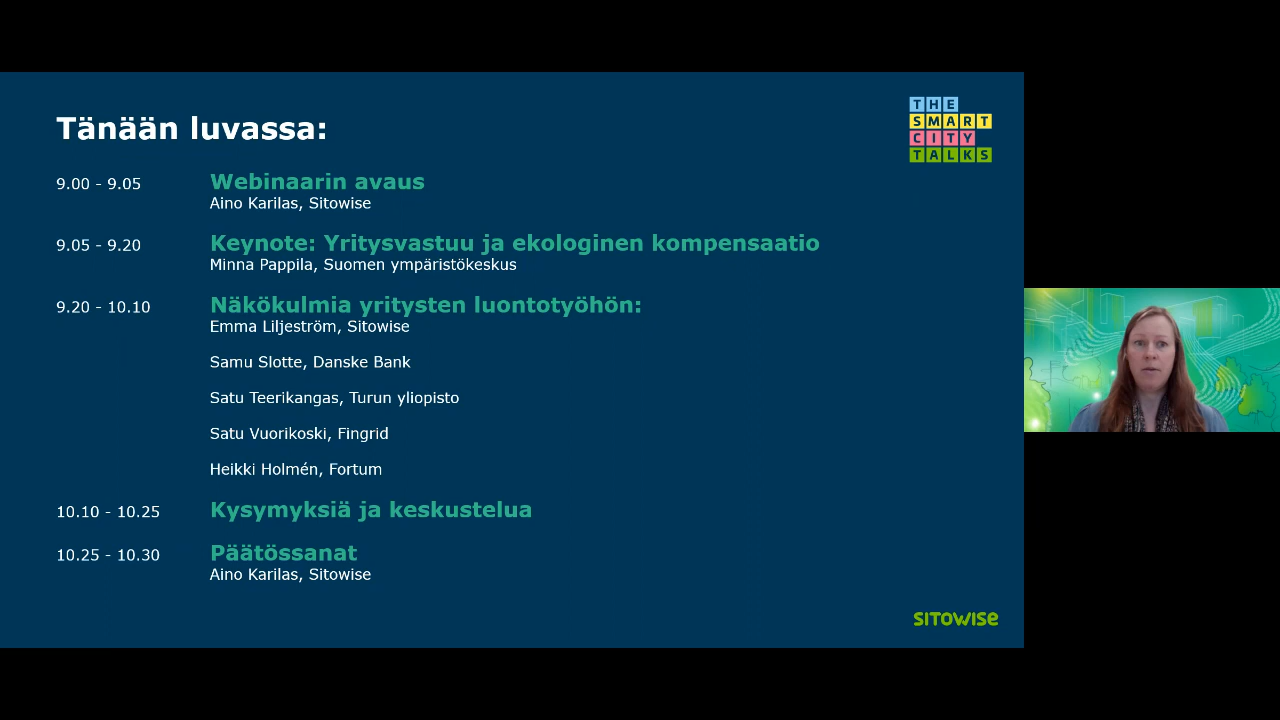 Tänään luvassa:
THE
SMART
CITY
TALKS
9.00 - 9.05 Webinaarin avaus
Aino Karilas, Sitowise
9.05 - 9.20 Keynote: Yritysvastuu ja ekologinen kompensaatio
Minna Pappila, Suomen ympäristökeskus
9.20 - 10.10 Näkökulmia yritysten luontotyöhön:
Emma Liljeström, Sitowise
Samu Slotte, Danske Bank
Satu Teerikangas, Turun yliopisto
Satu Vuorikoski, Fingrid
Heikki Holmén, Fortum
10.10 - 10.25 Kysymyksiä ja keskustelua
10.25 - 10.30 Päätössanat
Aino Karilas, Sitowise
SITOWISE